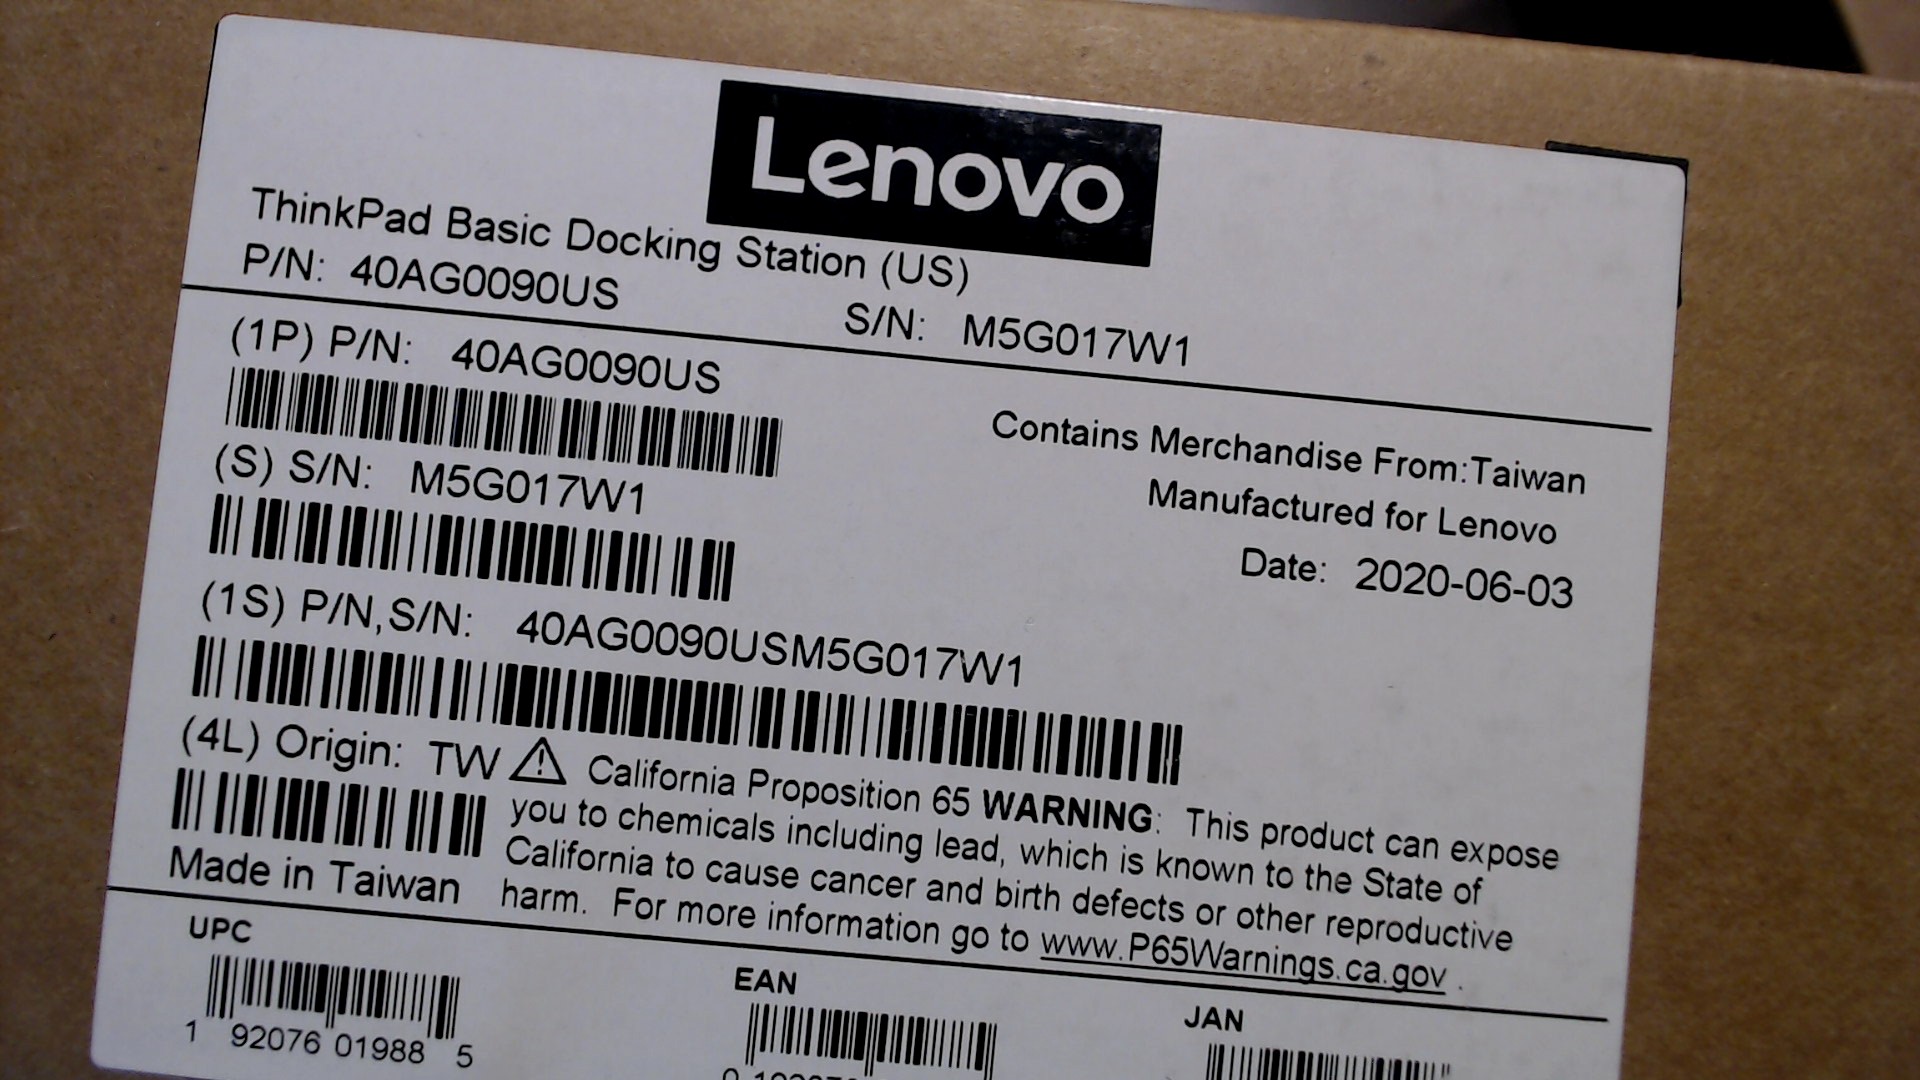 Lenovo
ThinkPad Basic Docking Station (US)
P/N: 40AG0090US
S/N: M5G017W1
(1P) P/N: 40AG0090US
(S) S/N: M5G017W1
(1S) P/N,S/N: 40AG0090USM5G017W1
Contains Merchandise From:Taiwan
Manufactured for Lenovo
Date: 2020-06-03
(4L) Origin: TW
Made in Taiwan
⚠ California Proposition 65 WARNING: This product can expose
you to chemicals including lead, which is known to the State of
California to cause cancer and birth defects or other reproductive
harm. For more information go to www.P65Warnings.ca.gov .
UPC
1 92076 01988 5
EAN
JAN